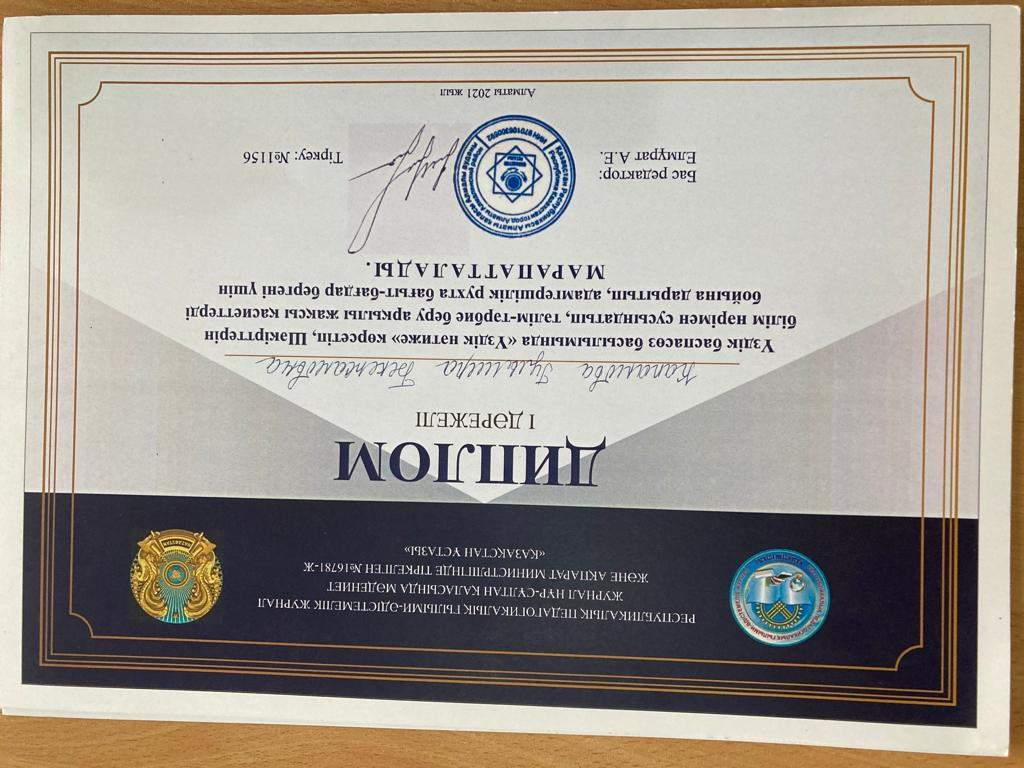 РЕСПУБЛИКАЛЫҚ ПЕДАГОГИКАЛЫҚ ҒЫЛЫМИ-ӘДІСТЕМЕЛІК ЖУРНАЛ
ЖУРНАЛ НҰР-СҰЛТАН ҚАЛАСЫНДА МӘДЕНИЕТ
ЖӘНЕ АҚПАРАТ МИНИСТРЛІГІНДЕ ТІРКЕЛГЕН №16781-Ж
«ҚАЗАҚСТАН ҰСТАЗЫ»
ДИПЛОМ
I ДӘРЕЖЕЛІ
Үздік баспасөз басылымында «Үздік нәтиже» көрсетіп, Шәкірттерін
білім нәрімен сусындатып, тәлім-тәрбие беру арқылы жақсы қасиеттерді
бойына дарытып, адамгершілік рухта бағыт-бағдар бергені үшін
МАРАПАТТАЛАДЫ.
Бас редактор:
Елмұрат А.Е.
Тіркеу: №1156
Алматы 2021 жыл